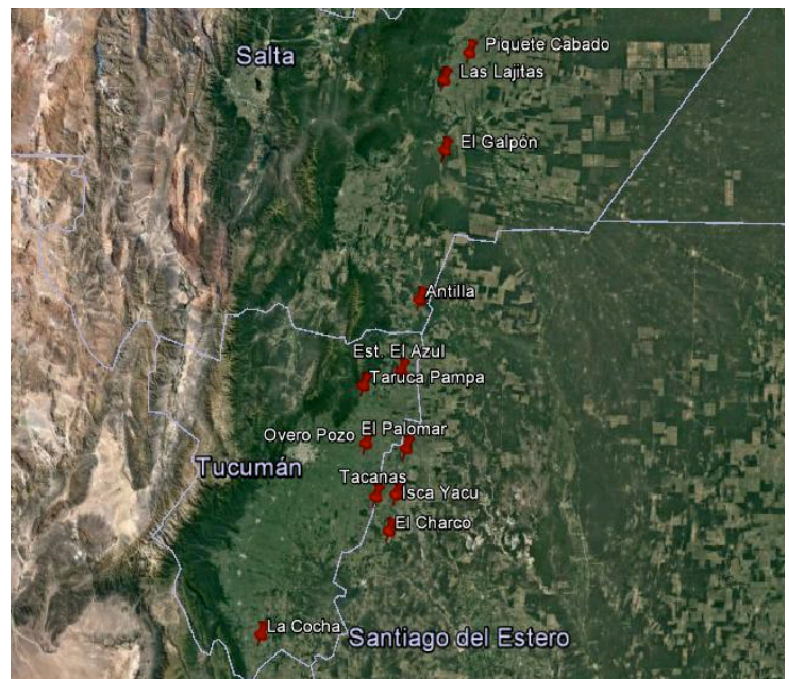 Piquete Cabado
Salta
Las Lajitas
El Galpón
Antilla
Est. El Azul
Taruca Pampa
Overo Pozo
El Palomar
Tucumán
Tacanas
Isca Yacu
El Charco
La Cocha
Santiago del Estero